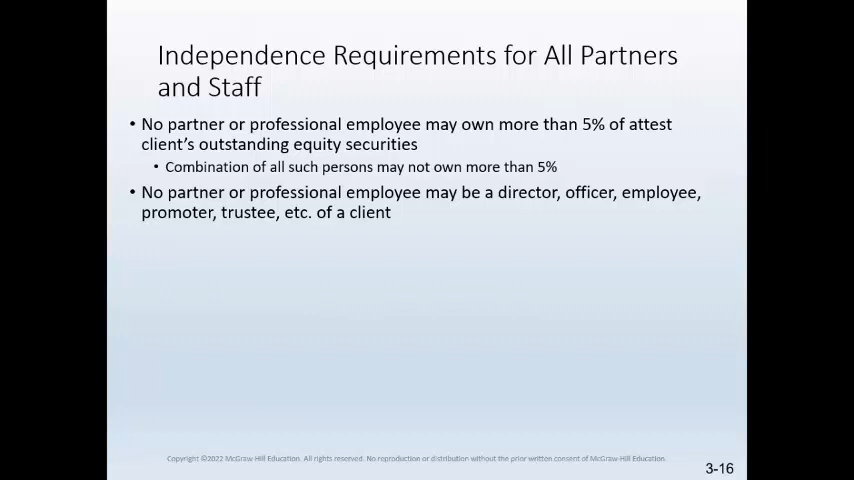 Independence Requirements for All Partners
and Staff
• No partner or professional employee may own more than 5% of attest
client's outstanding equity securities
• Combination of all such persons may not own more than 5%
• No partner or professional employee may be a director, officer, employee,
promoter, trustee, etc. of a client
Copyright ©2022 McGraw-Hill Education. All rights reserved. No reproduction or distribution without the prior written consent of McGraw-Hill Education.
3-16